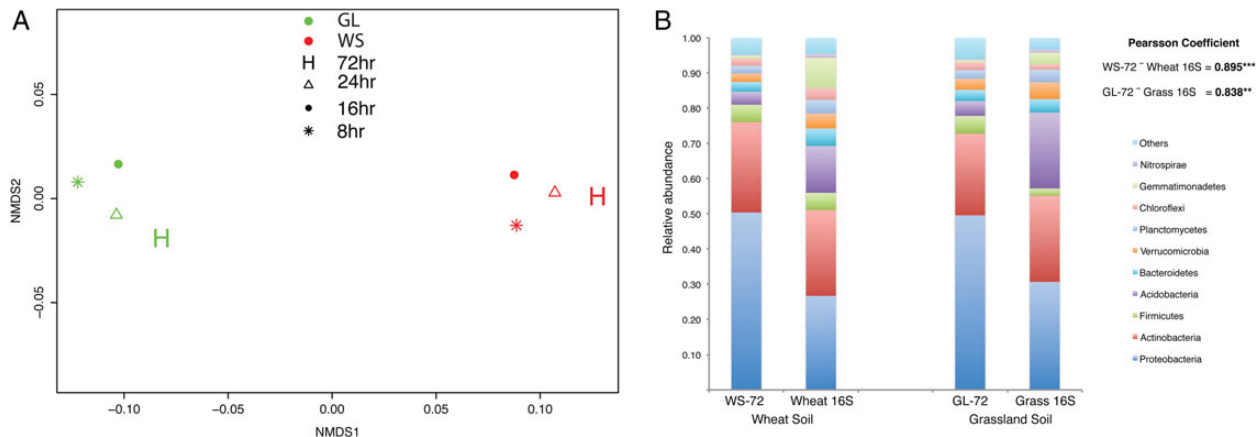 A
GL
WS
H 72hr
24hr
16hr
8hr
0.05
0.00
−0.05
NMDS2
−0.10
−0.05
0.00
0.05
0.10
NMDS1
B
1.00
0.90
0.80
0.70
0.60
0.50
0.40
0.30
0.20
0.10
Relative abundance
WS-72
Wheat 16S
GL-72
Grass 16S
Wheat Soil
Grassland Soil
Pearsson Coefficient
WS-72 ~ Wheat 16S = 0.895***
GL-72 ~ Grass 16S = 0.838**
Others
Nitrospirae
Gemmatimonadetes
Chloroflexi
Planctomycetes
Verrucomicrobia
Bacteroidetes
Acidobacteria
Firmicutes
Actinobacteria
Proteobacteria